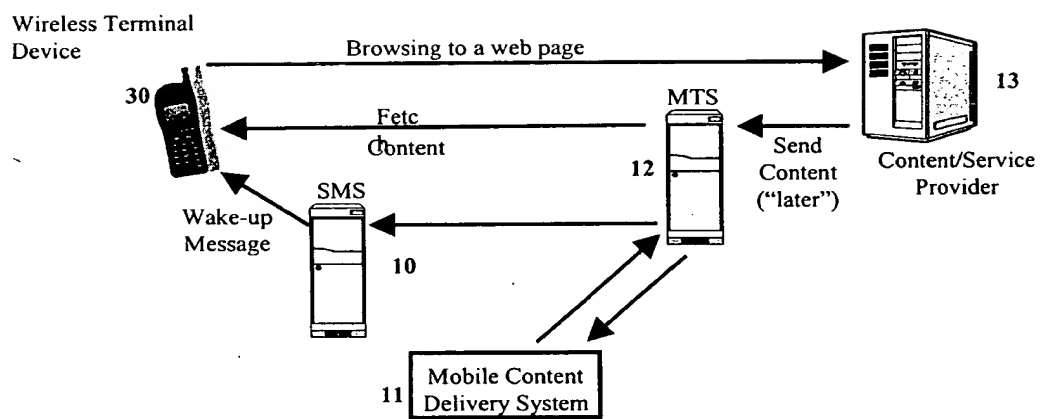 Wireless Terminal
Device
Browsing to a web page
30
13
MTS
Fetc
h
Content
12
Send
Content
("later")
Content/Service
Provider
SMS
Wake-up
Message
10
11
Mobile Content
Delivery System